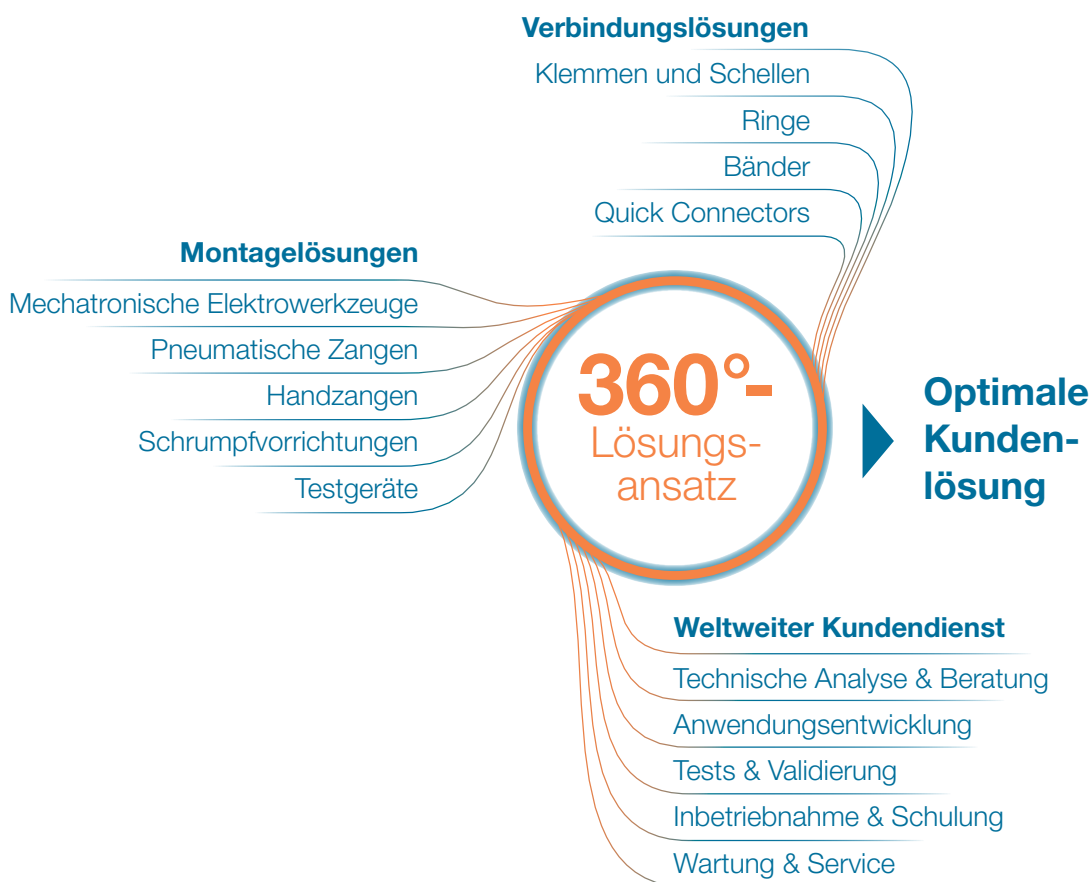 Verbindungslösungen
Klemmen und Schellen
Ringe
Bänder
Quick Connectors
Montagelösungen
Mechatronische Elektrowerkzeuge
Pneumatische Zangen
Handzangen
Schrumpfvorrichtungen
Testgeräte
360°-
Lösungs-
ansatz
Optimale
Kunden-
lösung
Weltweiter Kundendienst
Technische Analyse & Beratung
Anwendungsentwicklung
Tests & Validierung
Inbetriebnahme & Schulung
Wartung & Service